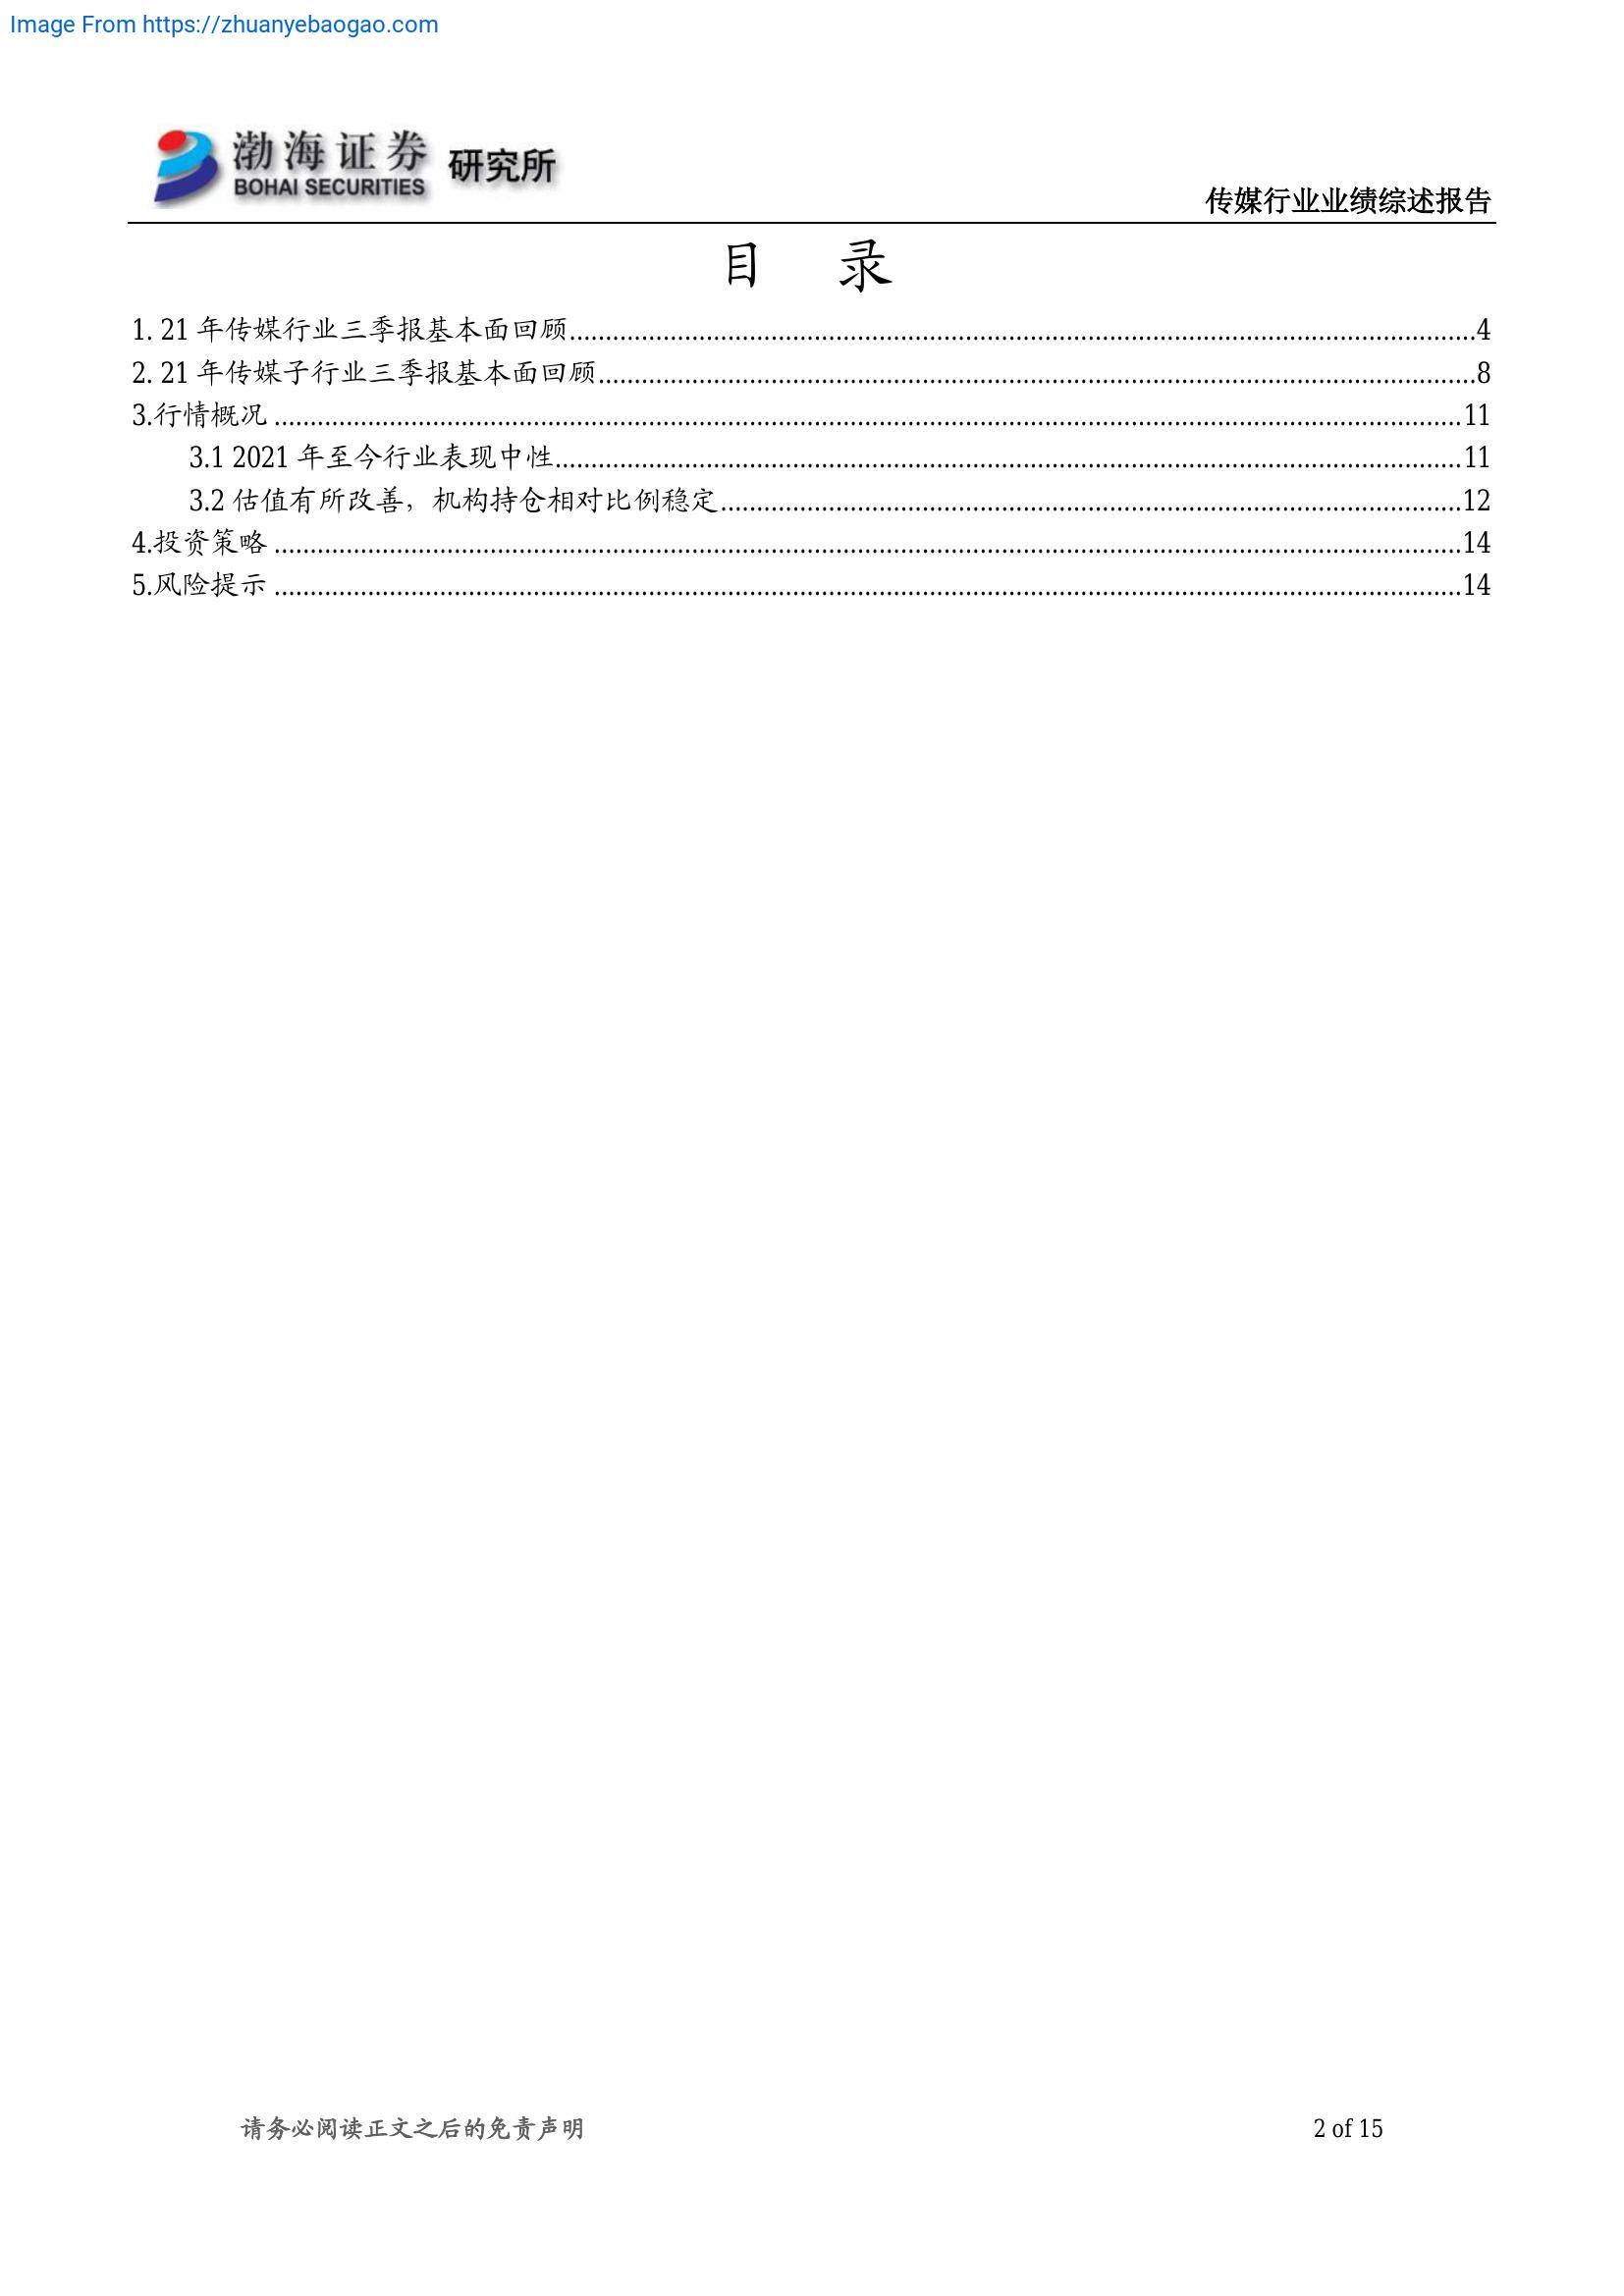 Image From https://zhuanyebaogao.com
渤海证券 研究所
BOHAI SECURITIES
传媒行业业绩综述报告
目 录
1. 21 年传媒行业三季报基本面回顾..........4
2. 21 年传媒子行业三季报基本面回顾..........8
3.行情概况 ..........11
3.1 2021 年至今行业表现中性..........11
3.2 估值有所改善，机构持仓相对比例稳定..........12
4.投资策略 ..........14
5.风险提示 ..........14
请务必阅读正文之后的免责声明 2 of 15